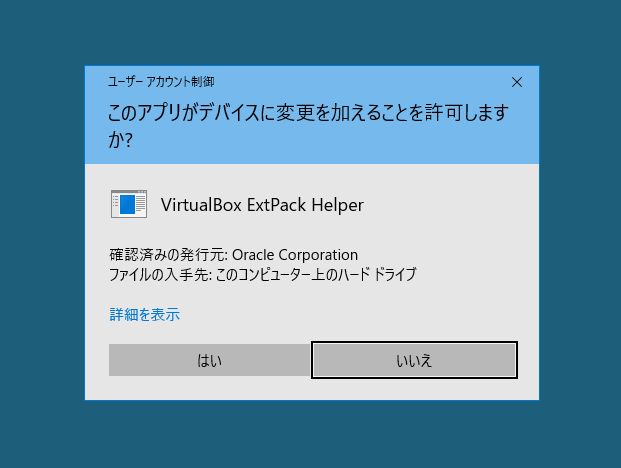 ユーザー アカウント制御
このアプリがデバイスに変更を加えることを許可します
か?
VirtualBox ExtPack Helper
確認済みの発行元: Oracle Corporation
ファイルの入手先: このコンピューター上のハード ドライブ
詳細を表示
はい
いいえ